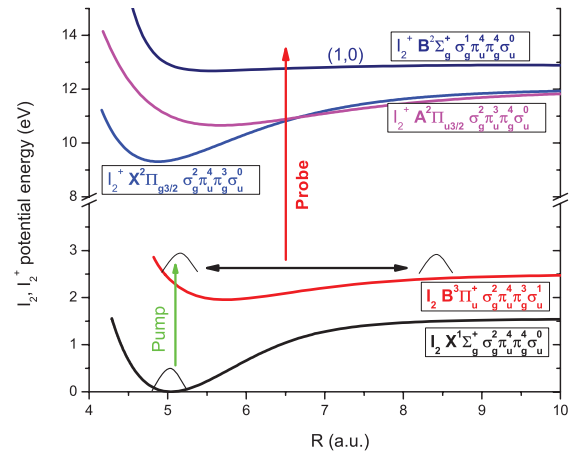 I₂, I₂⁺ potential energy (eV)
14
12
10
8
3
2
1
0
4
5
6
7
8
9
10
R (a.u.)
I₂⁺ B²Σg⁺ σg¹πu⁴πg⁴σu⁰
(1,0)
I₂⁺ A²Πu3/2 σg²πu³πg⁴σu⁰
I₂⁺ X²Πg3/2 σg²πu⁴πg³σu⁰
Probe
Pump
I₂ B³Πu⁺ σg²πu⁴πg³σu¹
I₂ X¹Σg⁺ σg²πu⁴πg⁴σu⁰